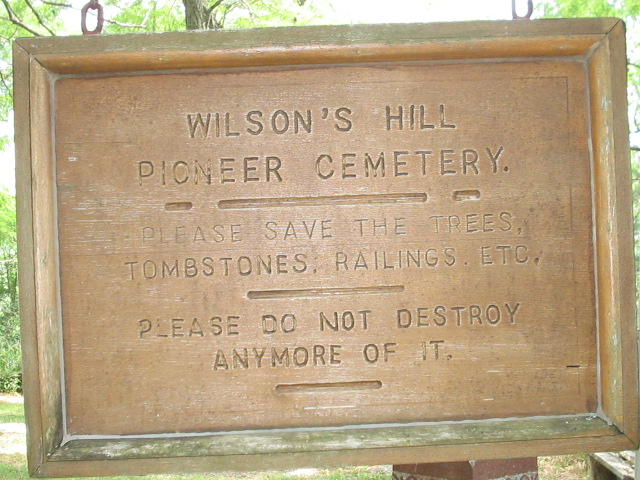 WILSON'S HILL
PIONEER CEMETERY.
PLEASE SAVE THE TREES,
TOMBSTONES, RAILINGS. ETC.
PLEASE DO NOT DESTROY
ANYMORE OF IT.